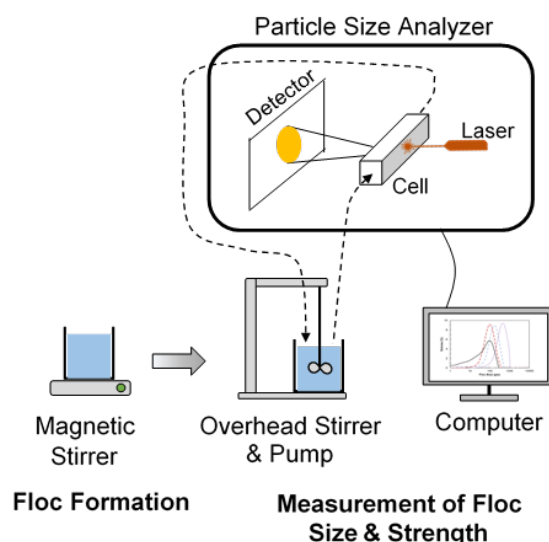 Particle Size Analyzer
Detector
Laser
Cell
Magnetic
Stirrer
Overhead Stirrer
& Pump
Computer
Floc Formation
Measurement of Floc
Size & Strength